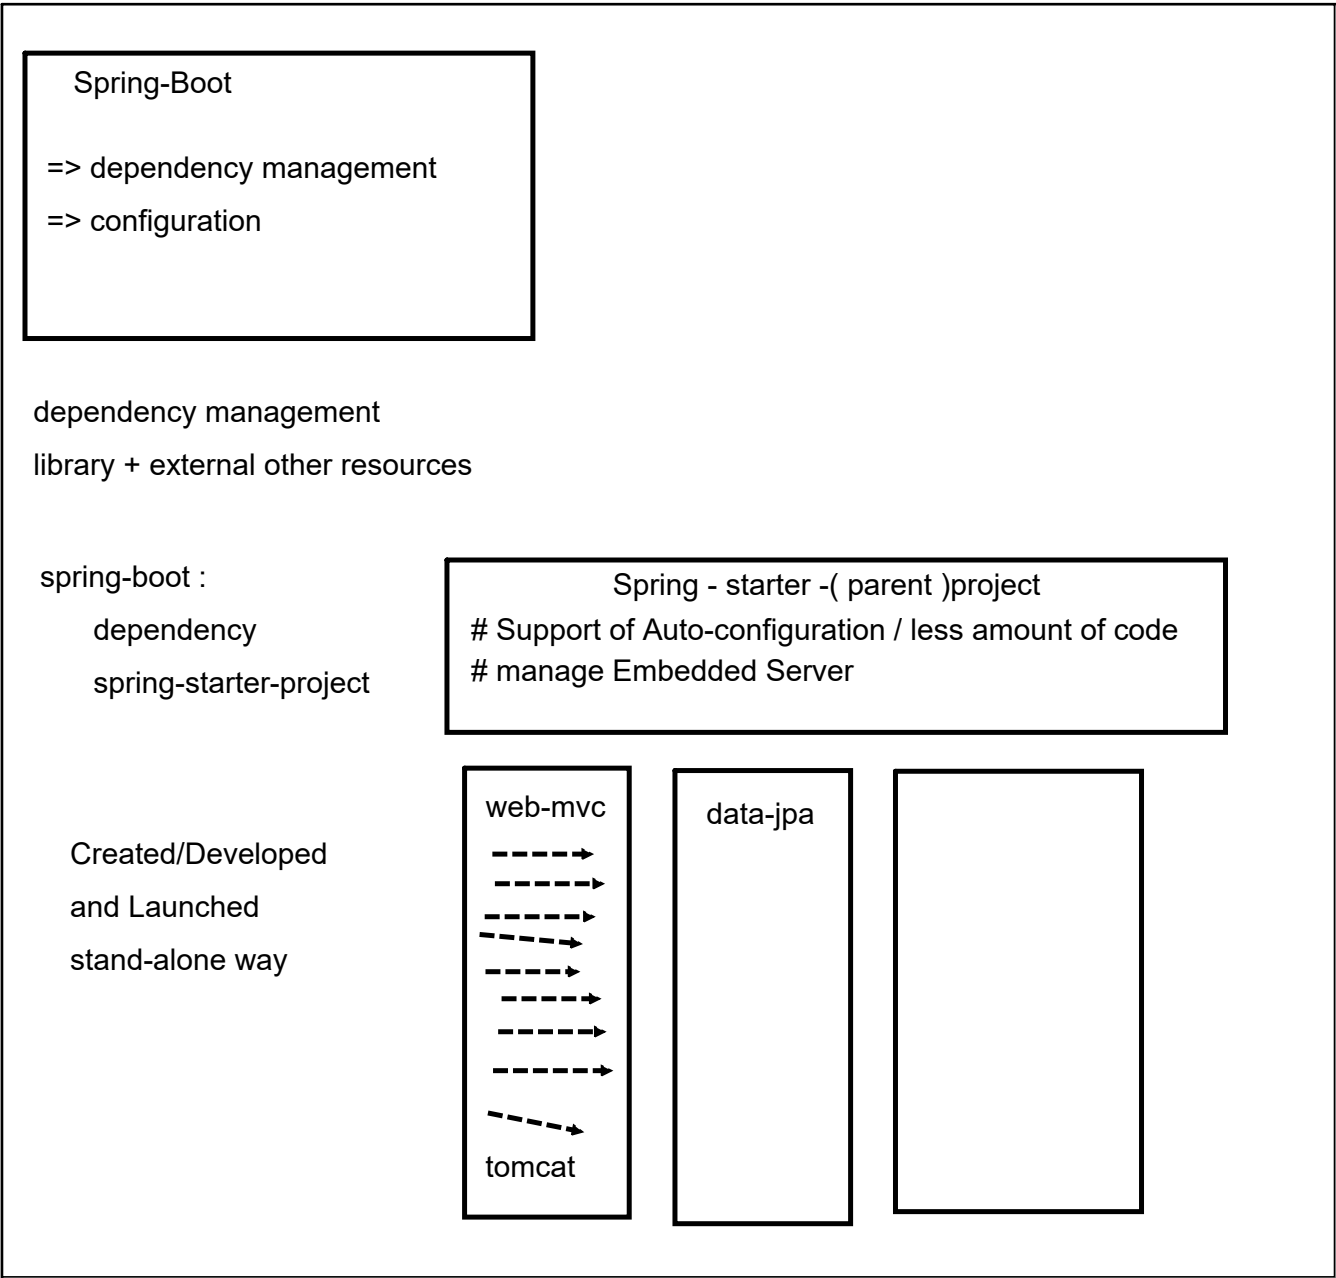 Spring-Boot
=> dependency management
=> configuration
dependency management
library + external other resources
spring-boot :
dependency
spring-starter-project
Spring - starter -( parent )project
# Support of Auto-configuration / less amount of code
# manage Embedded Server
Created/Developed
and Launched
stand-alone way
web-mvc
tomcat
data-jpa